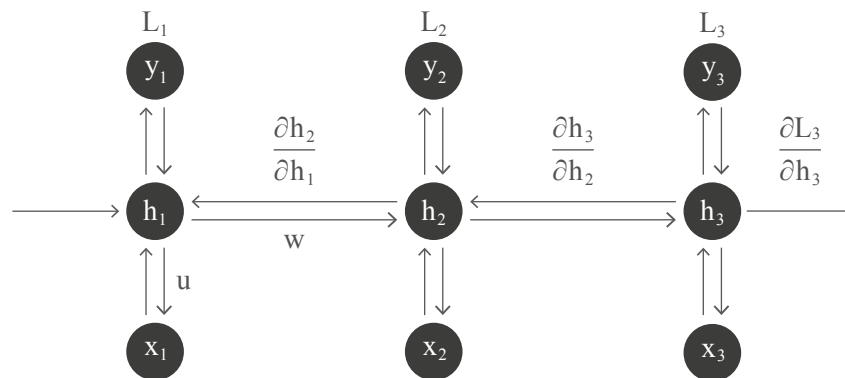 L₁ L₂ L₃
y₁ y₂ y₃
∂h₂/∂h₁ ∂h₃/∂h₂ ∂L₃/∂h₃
h₁ h₂ h₃
w
u
x₁ x₂ x₃